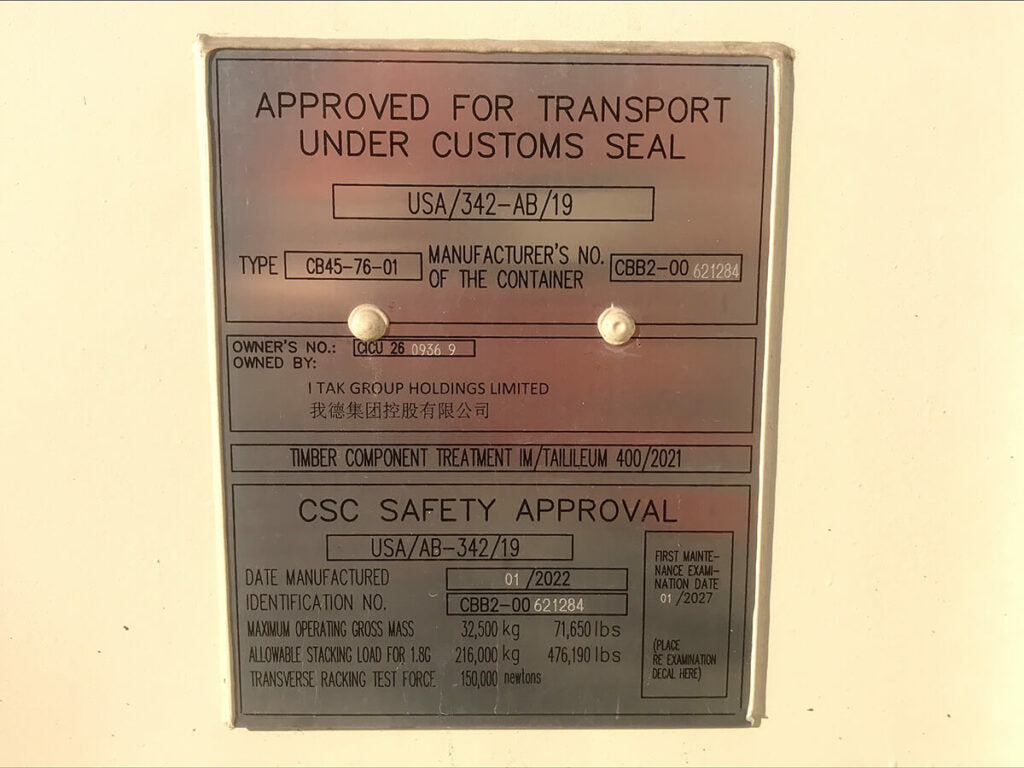 APPROVED FOR TRANSPORT
UNDER CUSTOMS SEAL
USA/342-AB/19
TYPE CB45-76-01 MANUFACTURER'S NO. OF THE CONTAINER CBB2-00 621284
OWNER'S NO.: CICU 26 0936 9
OWNED BY:
I TAK GROUP HOLDINGS LIMITED
我德集团控股有限公司
TIMBER COMPONENT TREATMENT IM/TAILILEUM 400/2021
CSC SAFETY APPROVAL
USA/AB-342/19
DATE MANUFACTURED 01 /2022
IDENTIFICATION NO. CBB2-00 621284
MAXIMUM OPERATING GROSS MASS 32,500 kg 71,650 lbs
ALLOWABLE STACKING LOAD FOR 1.8G 216,000 kg 476,190 lbs
TRANSVERSE RACKING TEST FORCE 150,000 newtons
FIRST MAINTE-
NANCE EXAMI-
NATION DATE
01 /2027
(PLACE
RE EXAMINATION
DECAL HERE)